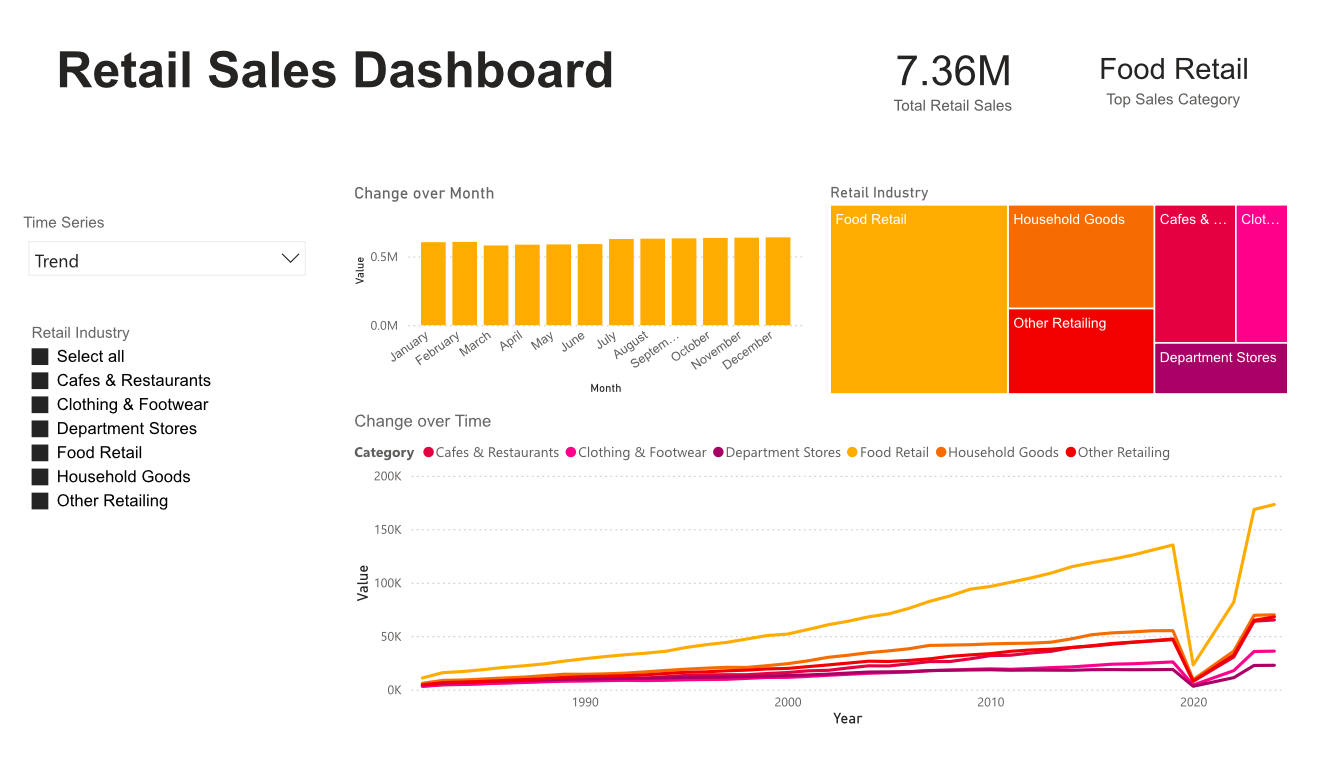 Retail Sales Dashboard
7.36M
Total Retail Sales
Food Retail
Top Sales Category
Time Series
Trend
Retail Industry
Select all
Cafes & Restaurants
Clothing & Footwear
Department Stores
Food Retail
Household Goods
Other Retailing
Change over Month
Value
0.5M
0.0M
January
February
March
April
May
June
July
August
Septem…
October
November
December
Month
Retail Industry
Food Retail
Household Goods
Other Retailing
Cafes & …
Clot…
Department Stores
Change over Time
Category Cafes & Restaurants Clothing & Footwear Department Stores Food Retail Household Goods Other Retailing
Value
200K
150K
100K
50K
0K
1990 2000 2010 2020
Year